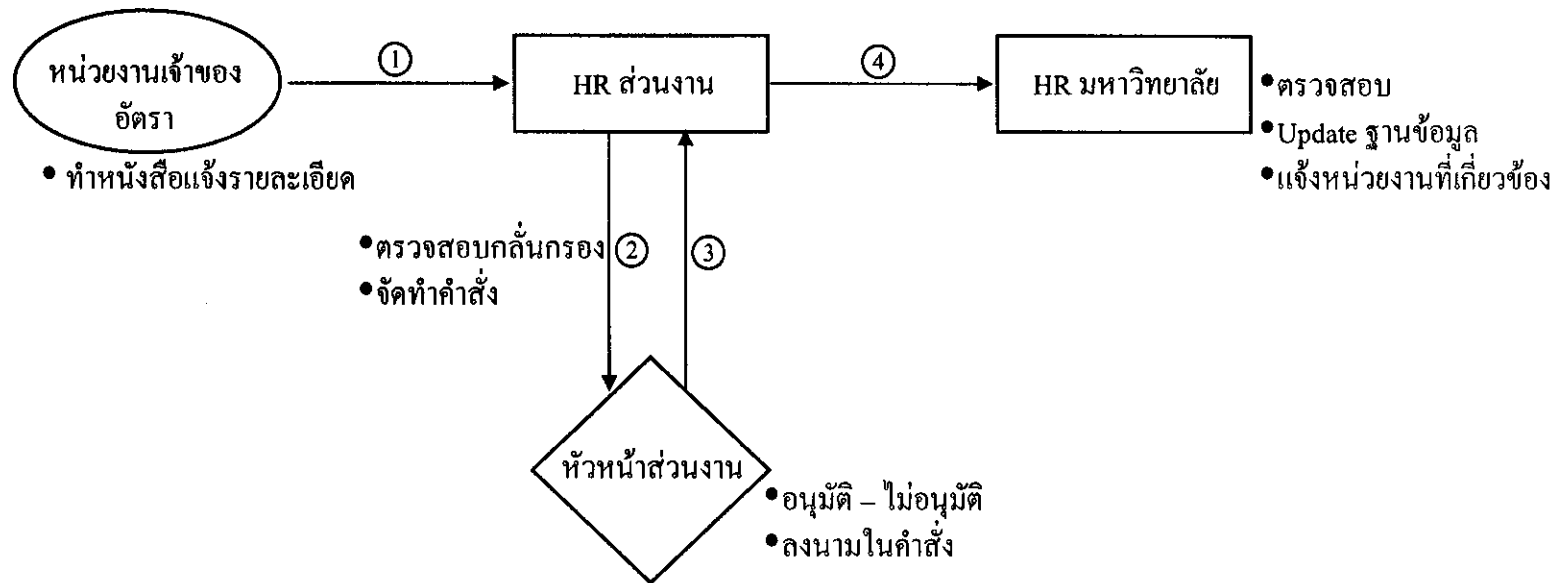 หน่วยงานเจ้าของ
อัตรา
• ทำหนังสือแจ้งรายละเอียด
①
HR ส่วนงาน
④
HR มหาวิทยาลัย
•ตรวจสอบ
•Update ฐานข้อมูล
•แจ้งหน่วยงานที่เกี่ยวข้อง
•ตรวจสอบกลั่นกรอง
•จัดทำคำสั่ง
②
③
หัวหน้าส่วนงาน
•อนุมัติ – ไม่อนุมัติ
•ลงนามในคำสั่ง